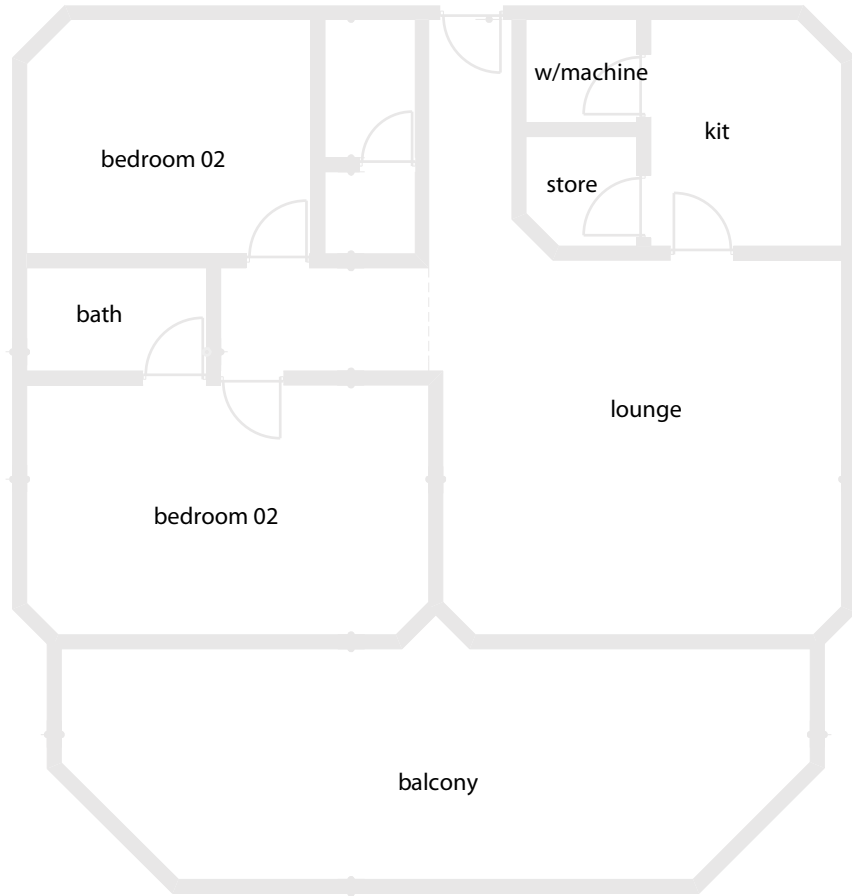 w/machine
kit
bedroom 02
store
bath
lounge
bedroom 02
balcony